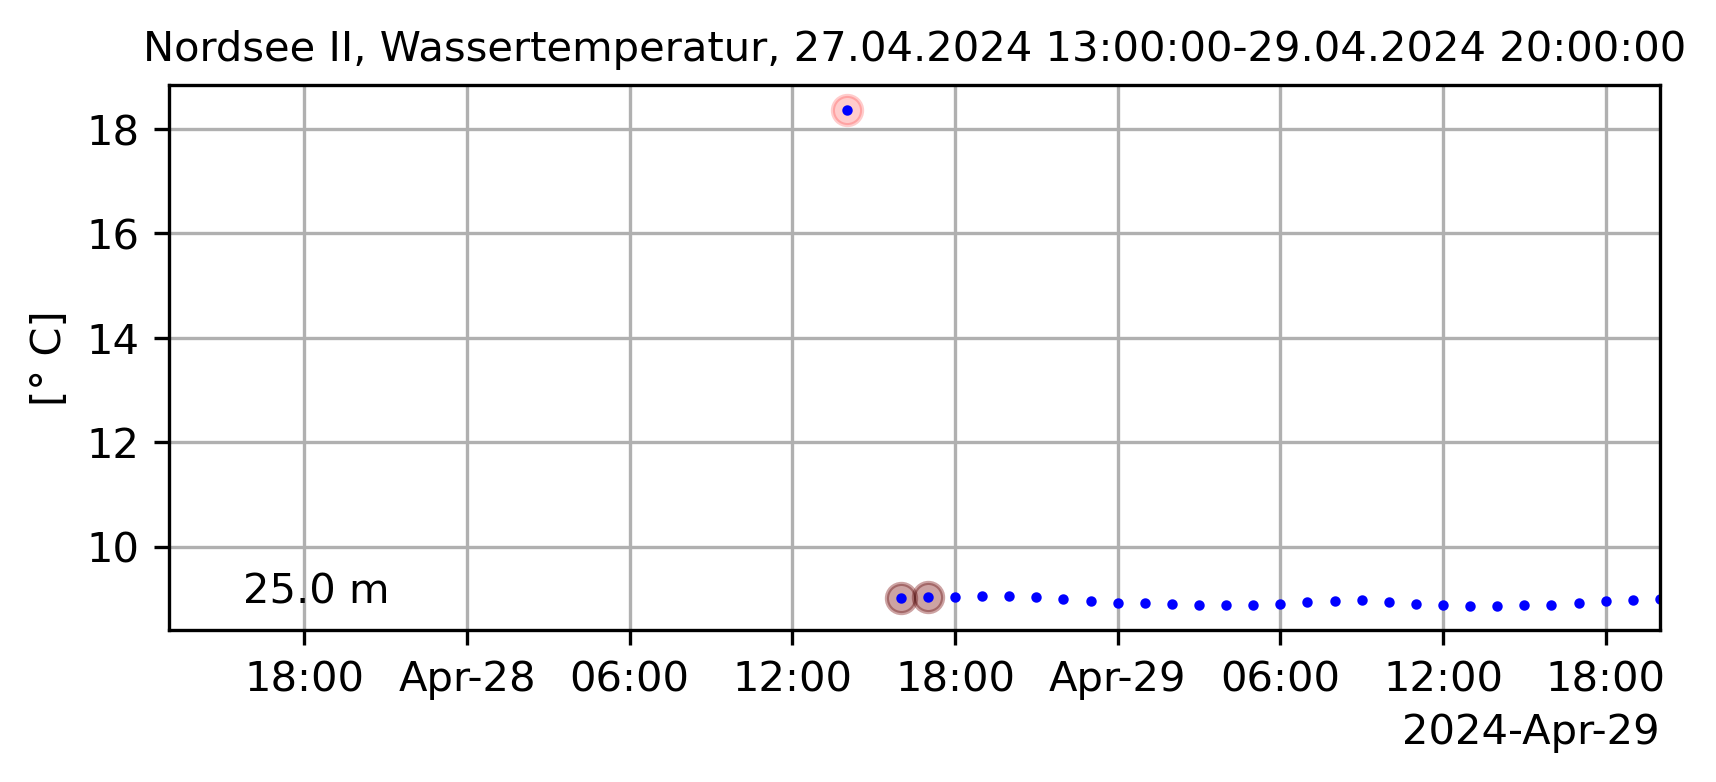 Nordsee II, Wassertemperatur, 27.04.2024 13:00:00-29.04.2024 20:00:00
18
16
14
12
10
[° C]
25.0 m
18:00 Apr-28 06:00 12:00 18:00 Apr-29 06:00 12:00 18:00
2024-Apr-29